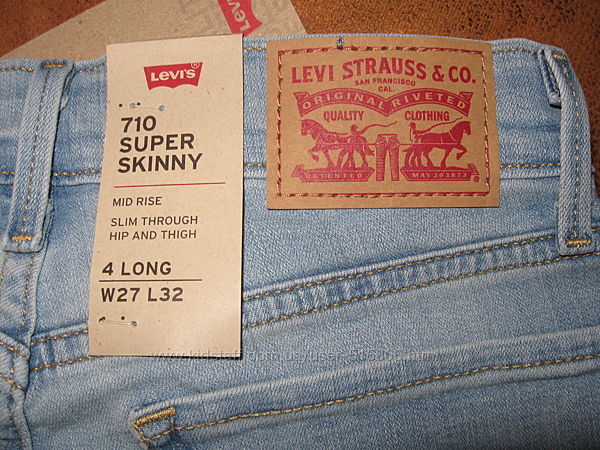 LEVI'S
710
SUPER
SKINNY
MID RISE
SLIM THROUGH
HIP AND THIGH
4 LONG
W27 L32
LEVI STRAUSS & CO.
SAN FRANCISCO
CAL.
ORIGINAL RIVETED
QUALITY CLOTHING
PATENTED MAY 20 1873